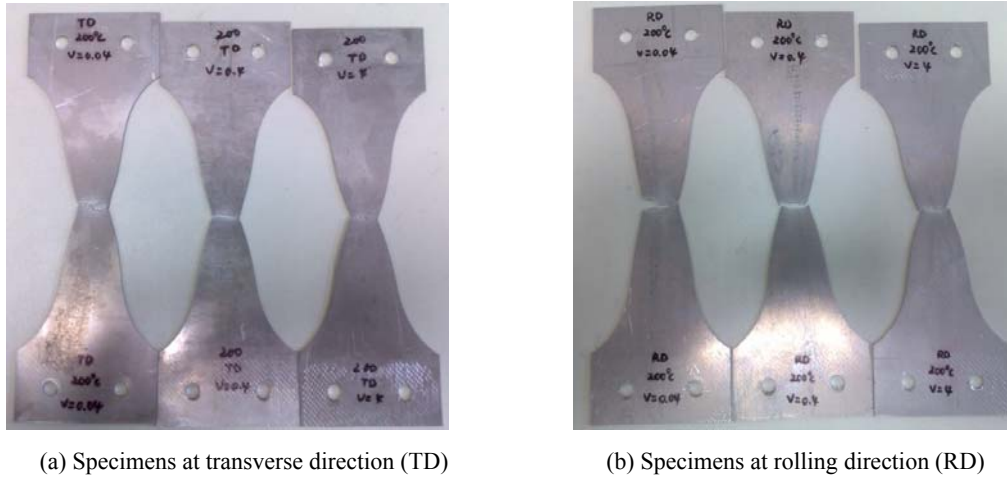 TD
200℃
V=0.04
200
TD
V=0.4
200
TD
V=4
TD
200℃
V=0.04
200
TD
V=0.4
200
TD
V=4
RD
200℃
V=0.04
RD
200℃
V=0.4
RD
200℃
V=4
RD
200℃
V=0.04
RD
200℃
V=0.4
RD
200℃
V=4
(a) Specimens at transverse direction (TD)
(b) Specimens at rolling direction (RD)